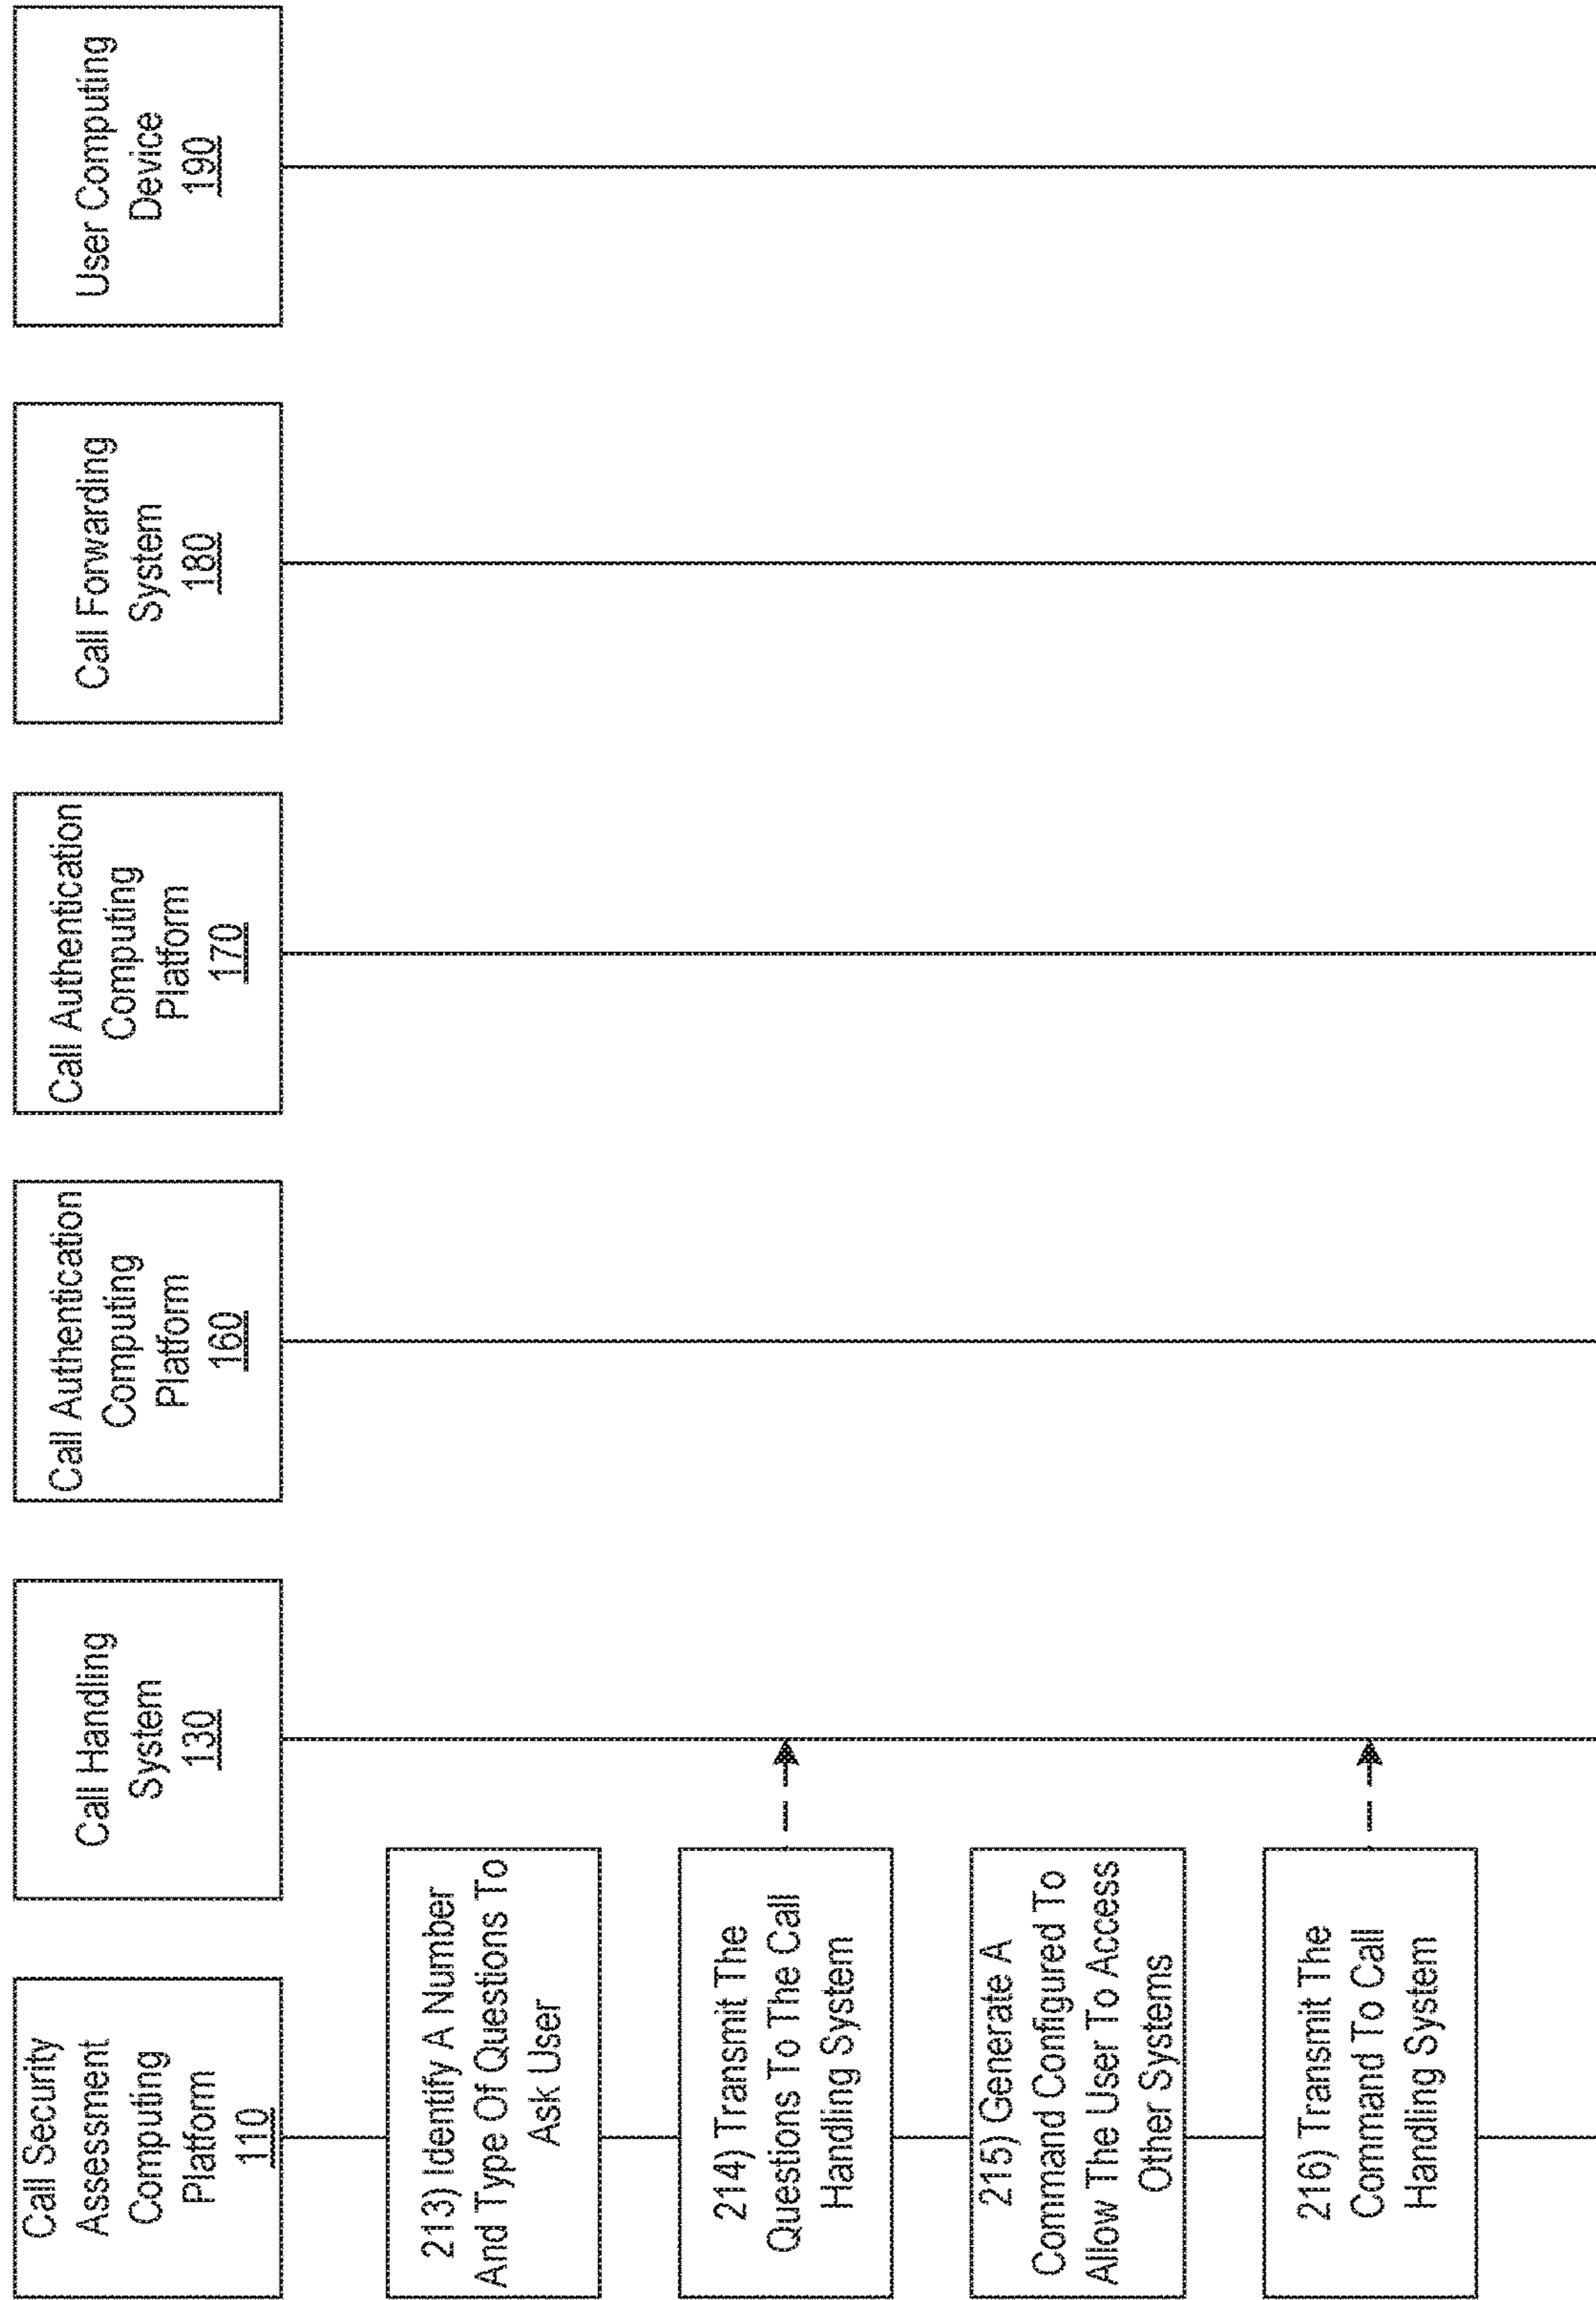 Call Security
Assessment
Computing
Platform
110
Call Handling
System
130
Call Authentication
Computing
Platform
160
Call Authentication
Computing
Platform
170
Call Forwarding
System
180
User Computing
Device
190
213) Identify A Number
And Type Of Questions To
Ask User
214) Transmit The
Questions To The Call
Handling System
215) Generate A
Command Configured To
Allow The User To Access
Other Systems
216) Transmit The
Command To Call
Handling System